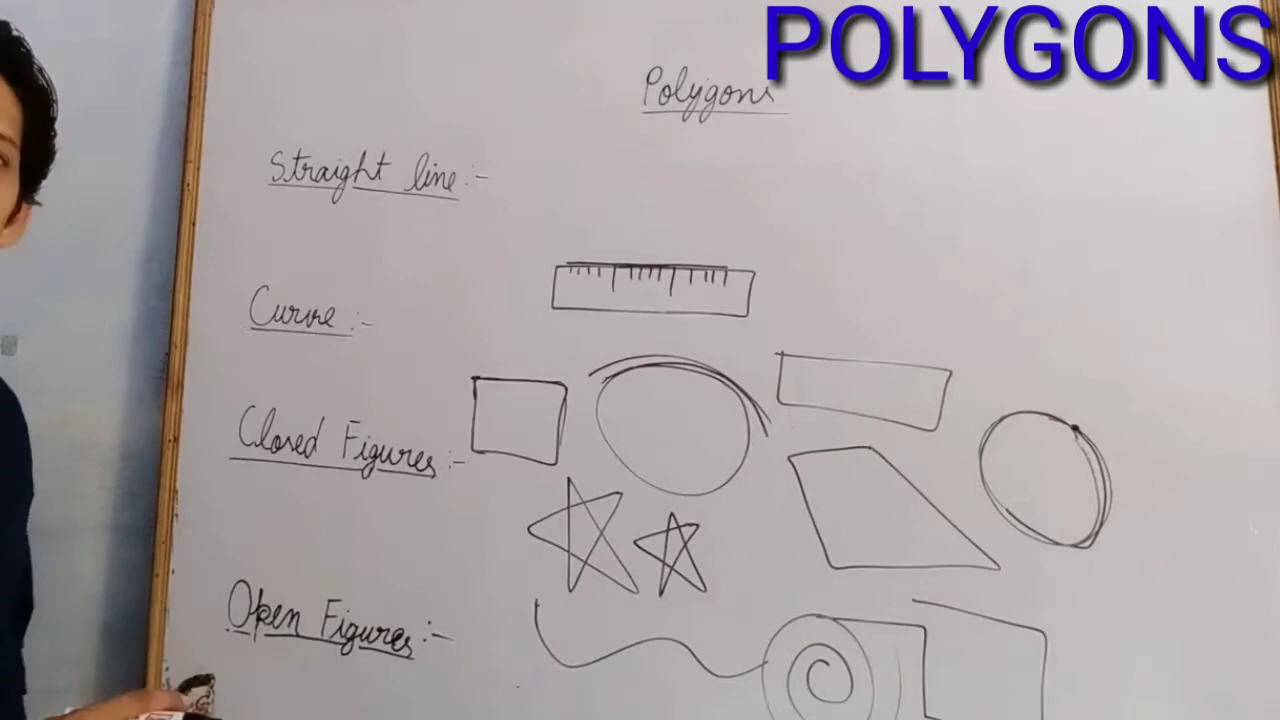 POLYGONS
Polygons
Straight line:-
Curve:-
Closed Figures:-
Open Figures:-